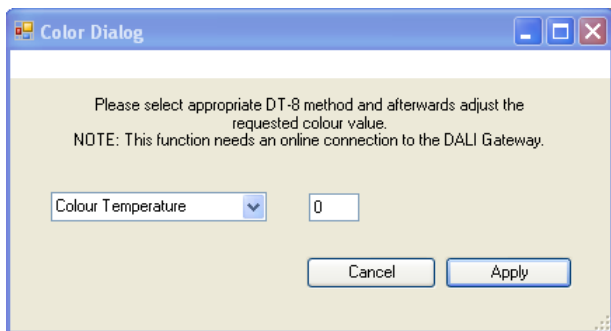 Color Dialog
Please select appropriate DT-8 method and afterwards adjust the
requested colour value.
NOTE: This function needs an online connection to the DALI Gateway.
Colour Temperature 0
Cancel Apply